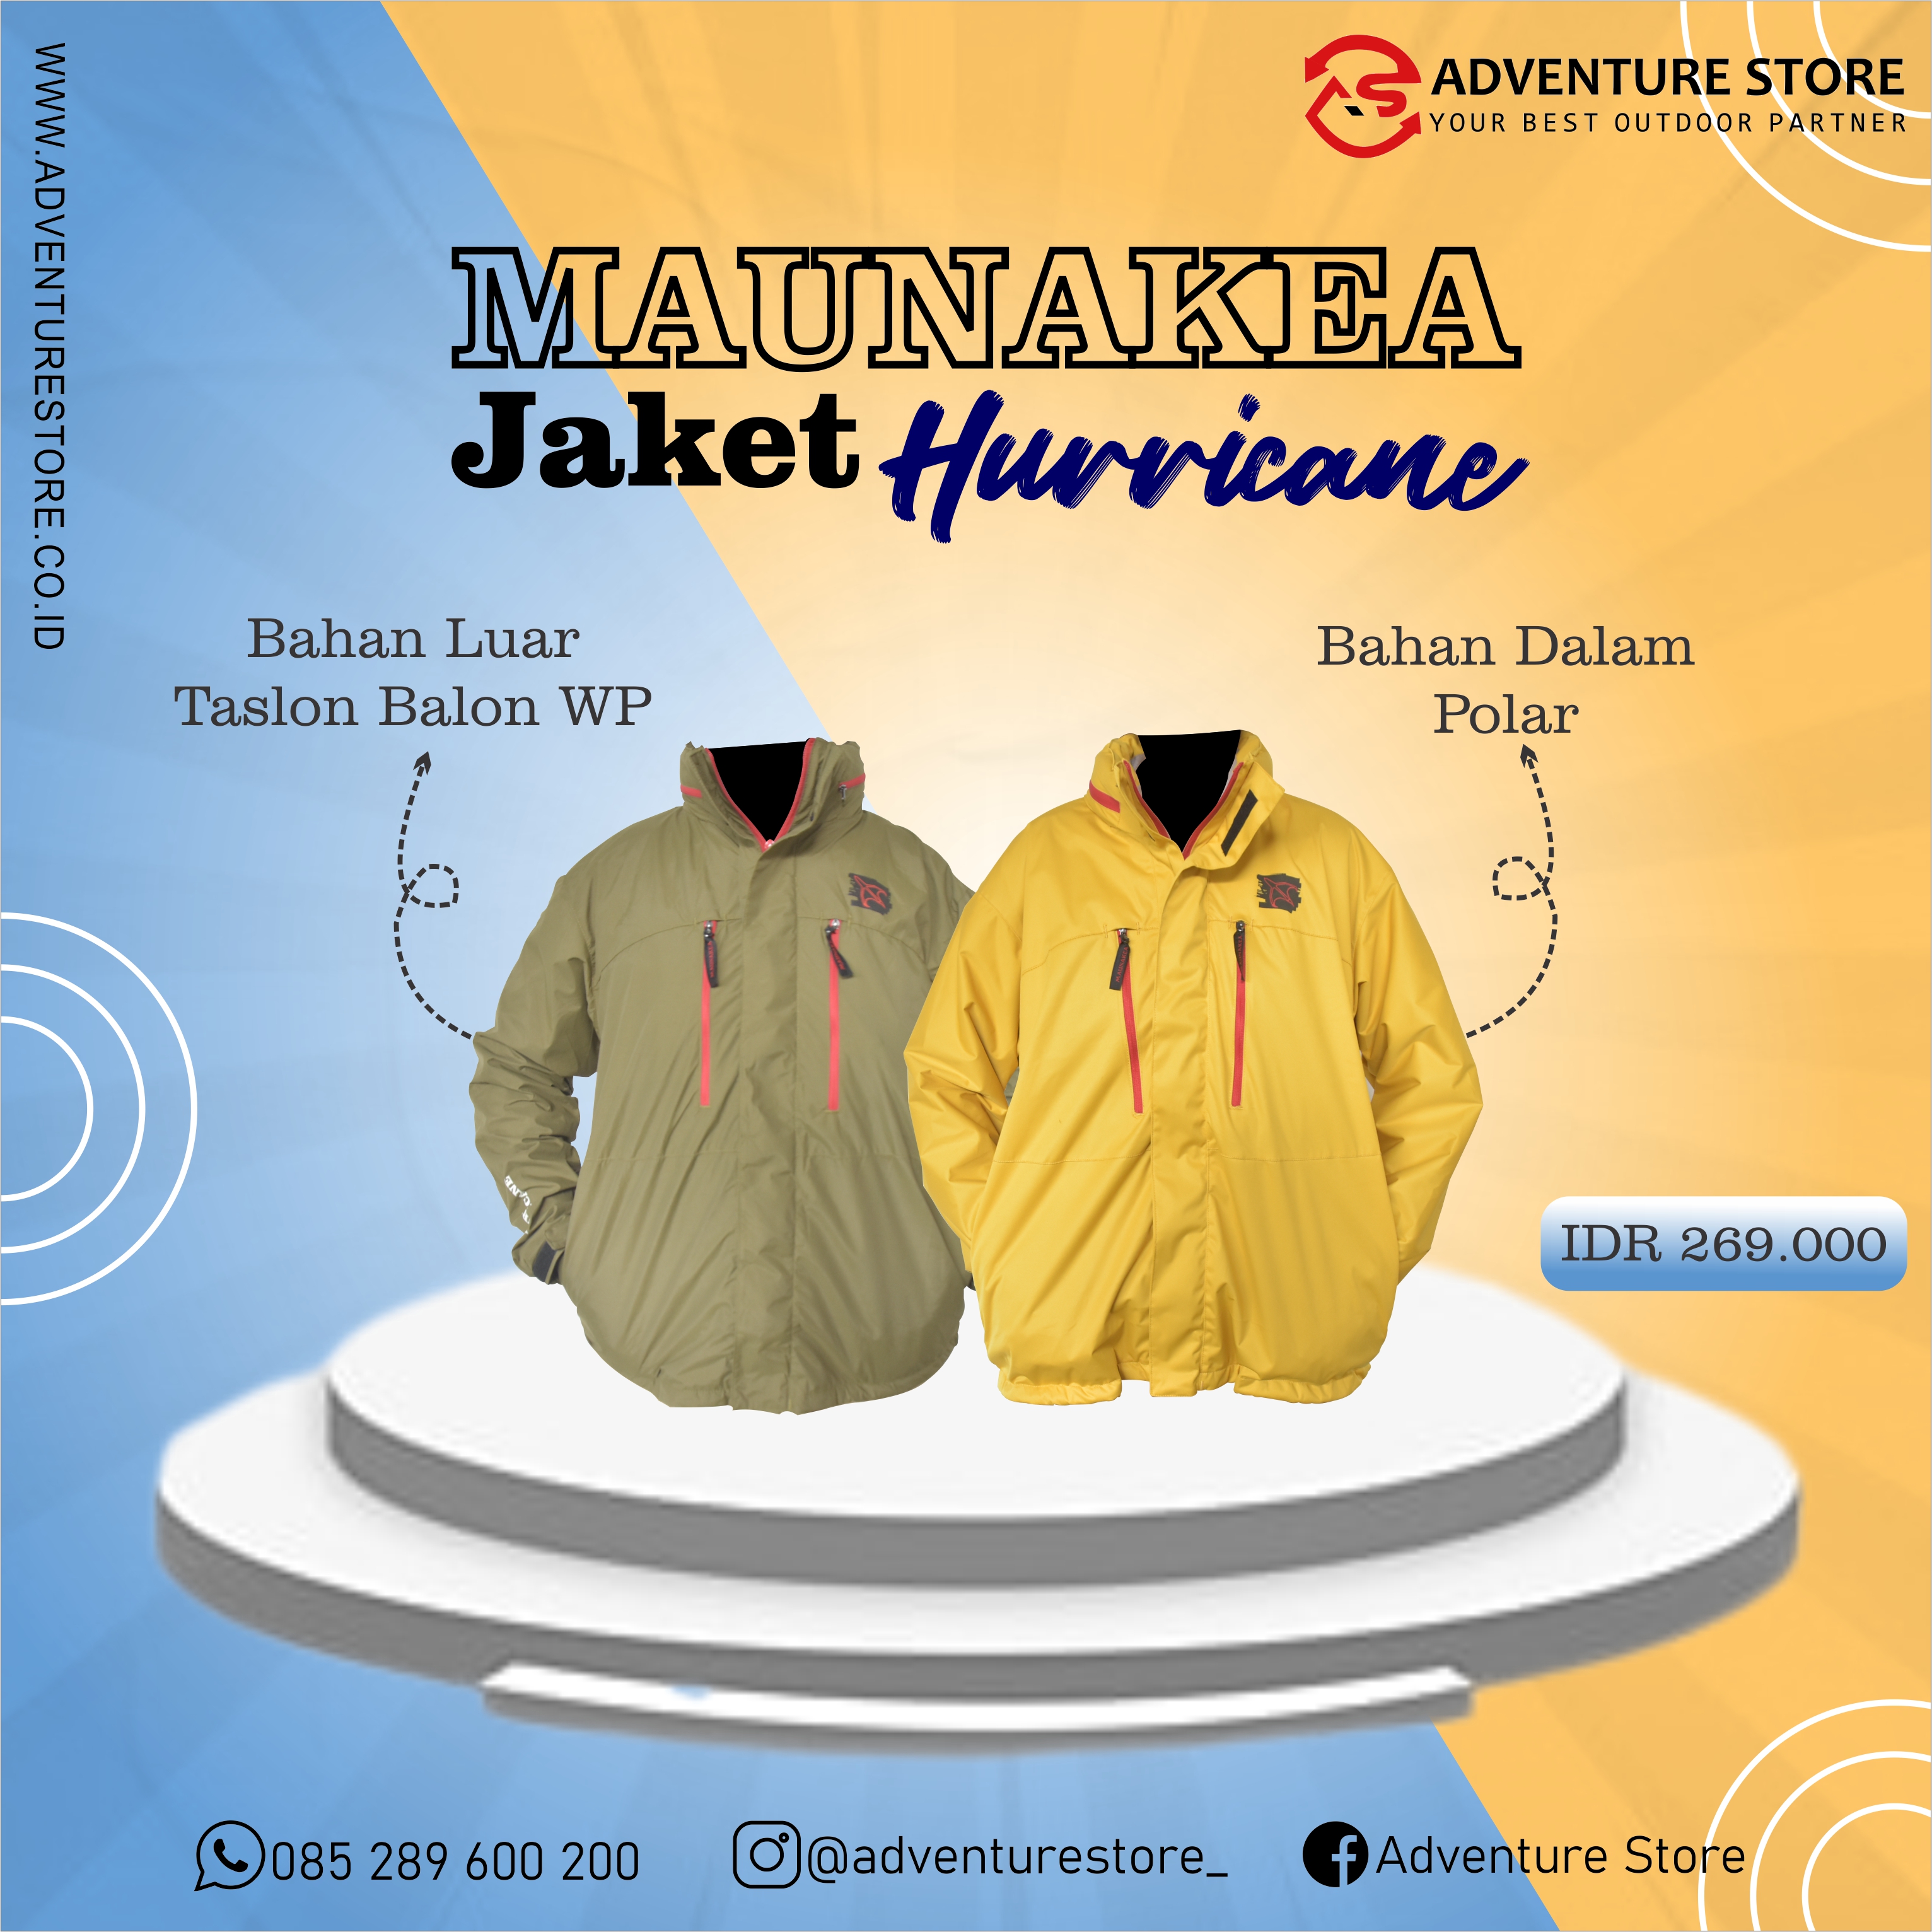 WWW.ADVENTURESTORE.CO.ID
ADVENTURE STORE
YOUR BEST OUTDOOR PARTNER
MAUNAKEA
Jaket Hurricane
Bahan Luar
Taslon Balon WP
Bahan Dalam
Polar
IDR 269.000
085 289 600 200
@adventurestore_
Adventure Store